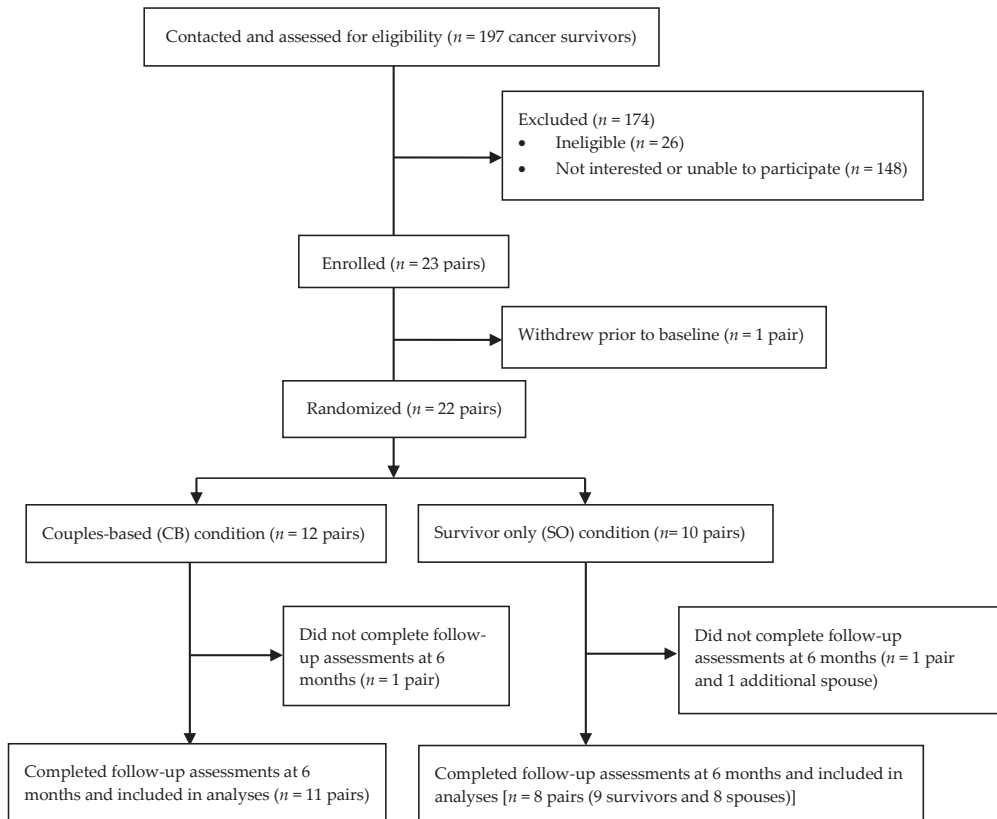 Contacted and assessed for eligibility (n = 197 cancer survivors)
Excluded (n = 174)
• Ineligible (n = 26)
• Not interested or unable to participate (n = 148)
Enrolled (n = 23 pairs)
Withdrew prior to baseline (n = 1 pair)
Randomized (n = 22 pairs)
Couples-based (CB) condition (n = 12 pairs)
Survivor only (SO) condition (n= 10 pairs)
Did not complete follow-
up assessments at 6
months (n = 1 pair)
Did not complete follow-up
assessments at 6 months (n = 1 pair
and 1 additional spouse)
Completed follow-up assessments at 6
months and included in analyses (n = 11 pairs)
Completed follow-up assessments at 6 months and included in
analyses [n = 8 pairs (9 survivors and 8 spouses)]